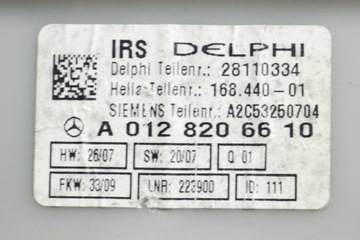 IRS DELPHI
Delphi Teilenr.: 28110334
Hella Teilenr.: 168.440-01
SIEMENS Teilenr.: A2C53250704
A 012 820 66 10
HW: 26/07 SW: 20/07 Q 01
FKW: 33/09 LNR: 223900 ID: 111